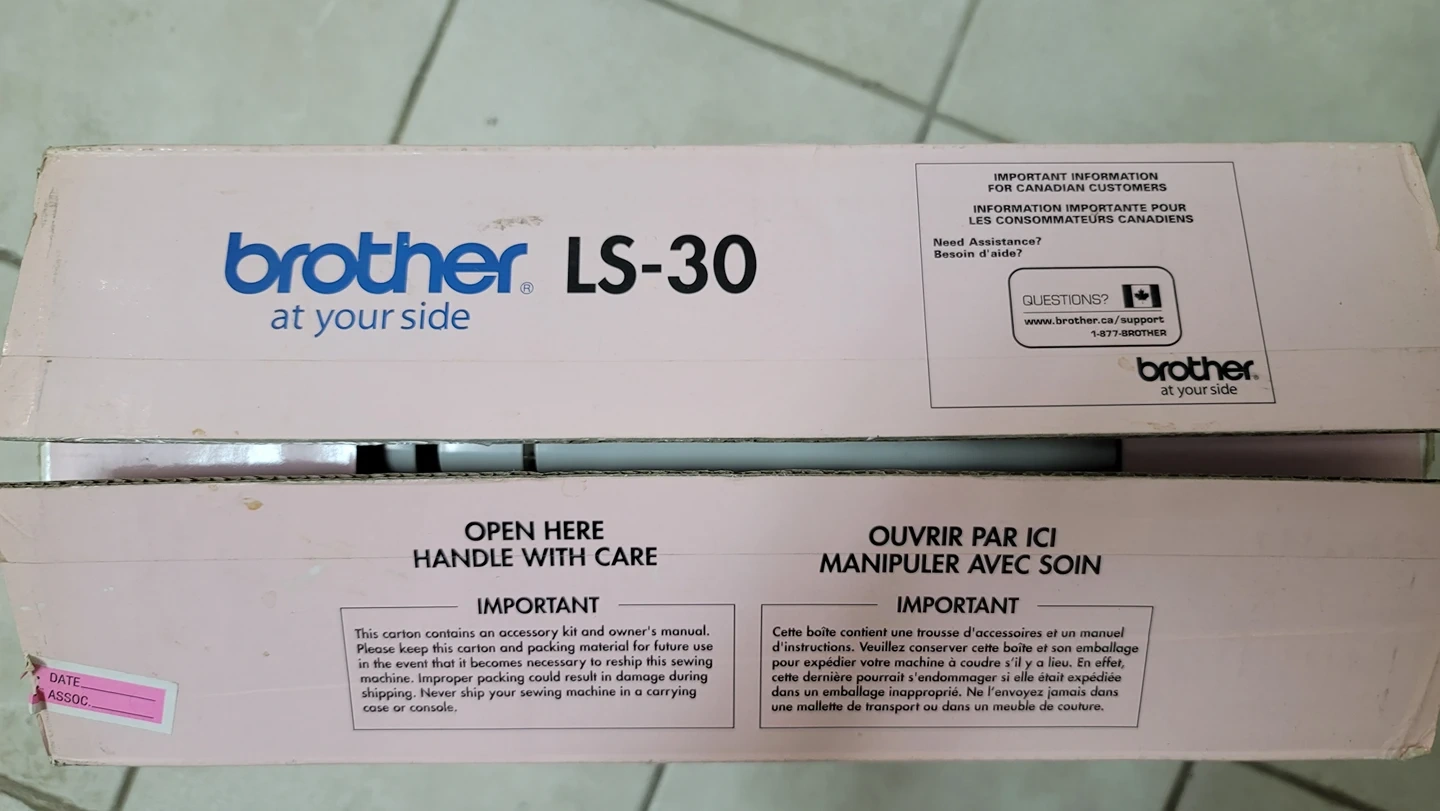 brother® LS-30
at your side
IMPORTANT INFORMATION
FOR CANADIAN CUSTOMERS
INFORMATION IMPORTANTE POUR
LES CONSOMMATEURS CANADIENS
Need Assistance?
Besoin d'aide?
QUESTIONS?
www.brother.ca/support
1-877-BROTHER
brother®
at your side
OPEN HERE
HANDLE WITH CARE
IMPORTANT
This carton contains an accessory kit and owner's manual.
Please keep this carton and packing material for future use
in the event that it becomes necessary to reship this sewing
machine. Improper packing could result in damage during
shipping. Never ship your sewing machine in a carrying
case or console.
OUVRIR PAR ICI
MANIPULER AVEC SOIN
IMPORTANT
Cette boîte contient une trousse d'accessoires et un manuel
d'instructions. Veuillez conserver cette boîte et son emballage
pour expédier votre machine à coudre s'il y a lieu. En effet,
cette dernière pourrait s'endommager si elle était expédiée
dans un emballage inapproprié. Ne l'envoyez jamais dans
une mallette de transport ou dans un meuble de couture.
DATE
ASSOC.